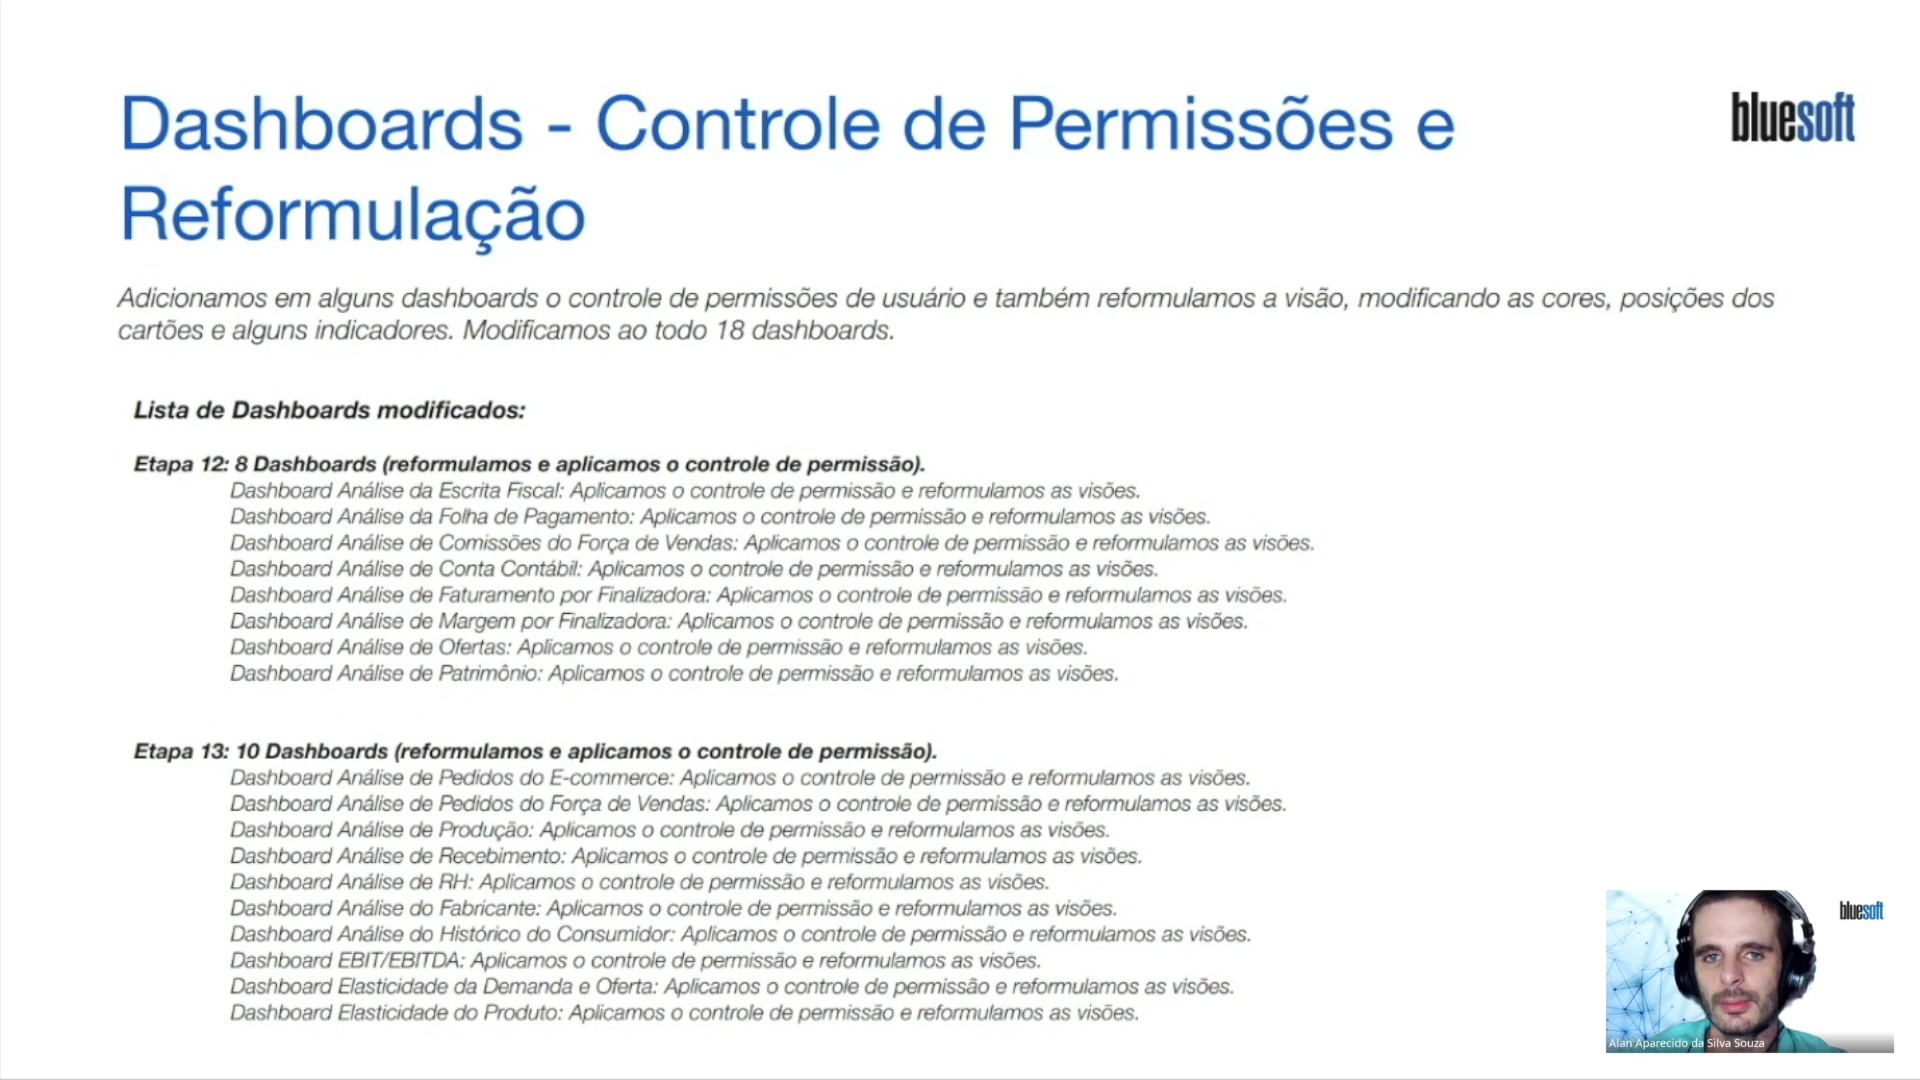 Dashboards - Controle de Permissões e
Reformulação
bluesoft
Adicionamos em alguns dashboards o controle de permissões de usuário e também reformulamos a visão, modificando as cores, posições dos
cartões e alguns indicadores. Modificamos ao todo 18 dashboards.
Lista de Dashboards modificados:
Etapa 12: 8 Dashboards (reformulamos e aplicamos o controle de permissão).
Dashboard Análise da Escrita Fiscal: Aplicamos o controle de permissão e reformulamos as visões.
Dashboard Análise da Folha de Pagamento: Aplicamos o controle de permissão e reformulamos as visões.
Dashboard Análise de Comissões do Força de Vendas: Aplicamos o controle de permissão e reformulamos as visões.
Dashboard Análise de Conta Contábil: Aplicamos o controle de permissão e reformulamos as visões.
Dashboard Análise de Faturamento por Finalizadora: Aplicamos o controle de permissão e reformulamos as visões.
Dashboard Análise de Margem por Finalizadora: Aplicamos o controle de permissão e reformulamos as visões.
Dashboard Análise de Ofertas: Aplicamos o controle de permissão e reformulamos as visões.
Dashboard Análise de Patrimônio: Aplicamos o controle de permissão e reformulamos as visões.
Etapa 13: 10 Dashboards (reformulamos e aplicamos o controle de permissão).
Dashboard Análise de Pedidos do E-commerce: Aplicamos o controle de permissão e reformulamos as visões.
Dashboard Análise de Pedidos do Força de Vendas: Aplicamos o controle de permissão e reformulamos as visões.
Dashboard Análise de Produção: Aplicamos o controle de permissão e reformulamos as visões.
Dashboard Análise de Recebimento: Aplicamos o controle de permissão e reformulamos as visões.
Dashboard Análise de RH: Aplicamos o controle de permissão e reformulamos as visões.
Dashboard Análise do Fabricante: Aplicamos o controle de permissão e reformulamos as visões.
Dashboard Análise do Histórico do Consumidor: Aplicamos o controle de permissão e reformulamos as visões.
Dashboard EBIT/EBITDA: Aplicamos o controle de permissão e reformulamos as visões.
Dashboard Elasticidade da Demanda e Oferta: Aplicamos o controle de permissão e reformulamos as visões.
Dashboard Elasticidade do Produto: Aplicamos o controle de permissão e reformulamos as visões.
bluesoft
Alan Aparecido da Silva Souza